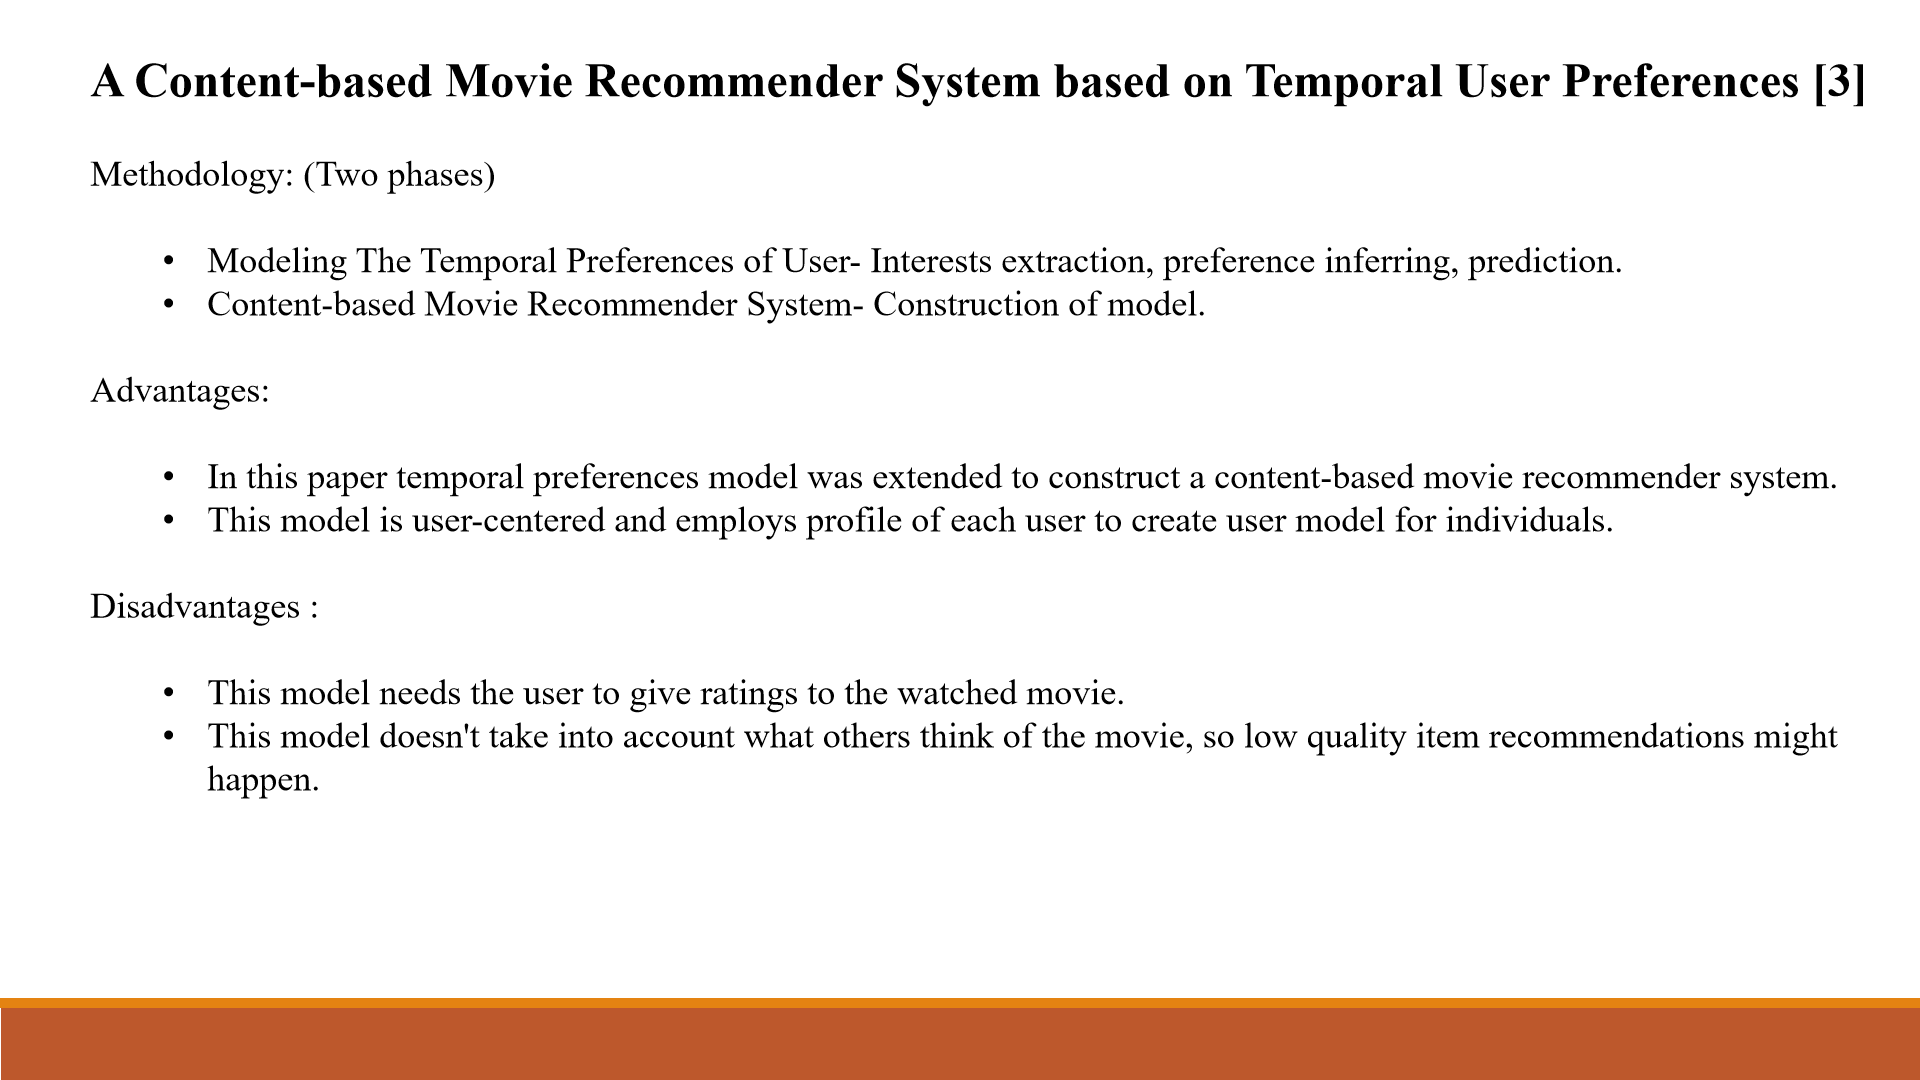 A Content-based Movie Recommender System based on Temporal User Preferences [3]
Methodology: (Two phases)
• Modeling The Temporal Preferences of User- Interests extraction, preference inferring, prediction.
• Content-based Movie Recommender System- Construction of model.
Advantages:
• In this paper temporal preferences model was extended to construct a content-based movie recommender system.
• This model is user-centered and employs profile of each user to create user model for individuals.
Disadvantages :
• This model needs the user to give ratings to the watched movie.
• This model doesn't take into account what others think of the movie, so low quality item recommendations might
happen.